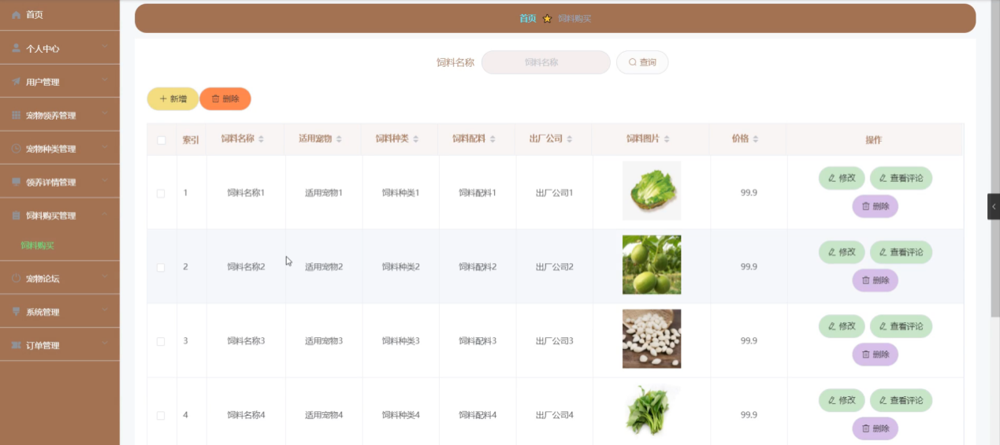 首页
个人中心
用户管理
宠物领养管理
宠物种类管理
领养详情管理
饲料购买管理
饲料购买
宠物论坛
系统管理
订单管理
首页 饲料购买
饲料名称 饲料名称 查询
新增 删除
索引 饲料名称 适用宠物 饲料种类 饲料配料 出厂公司 饲料图片 价格 操作
1 饲料名称1 适用宠物1 饲料种类1 饲料配料1 出厂公司1 99.9 修改 查看评论
删除
2 饲料名称2 适用宠物2 饲料种类2 饲料配料2 出厂公司2 99.9 修改 查看评论
删除
3 饲料名称3 适用宠物3 饲料种类3 饲料配料3 出厂公司3 99.9 修改 查看评论
删除
4 饲料名称4 适用宠物4 饲料种类4 饲料配料4 出厂公司4 99.9 修改 查看评论
删除